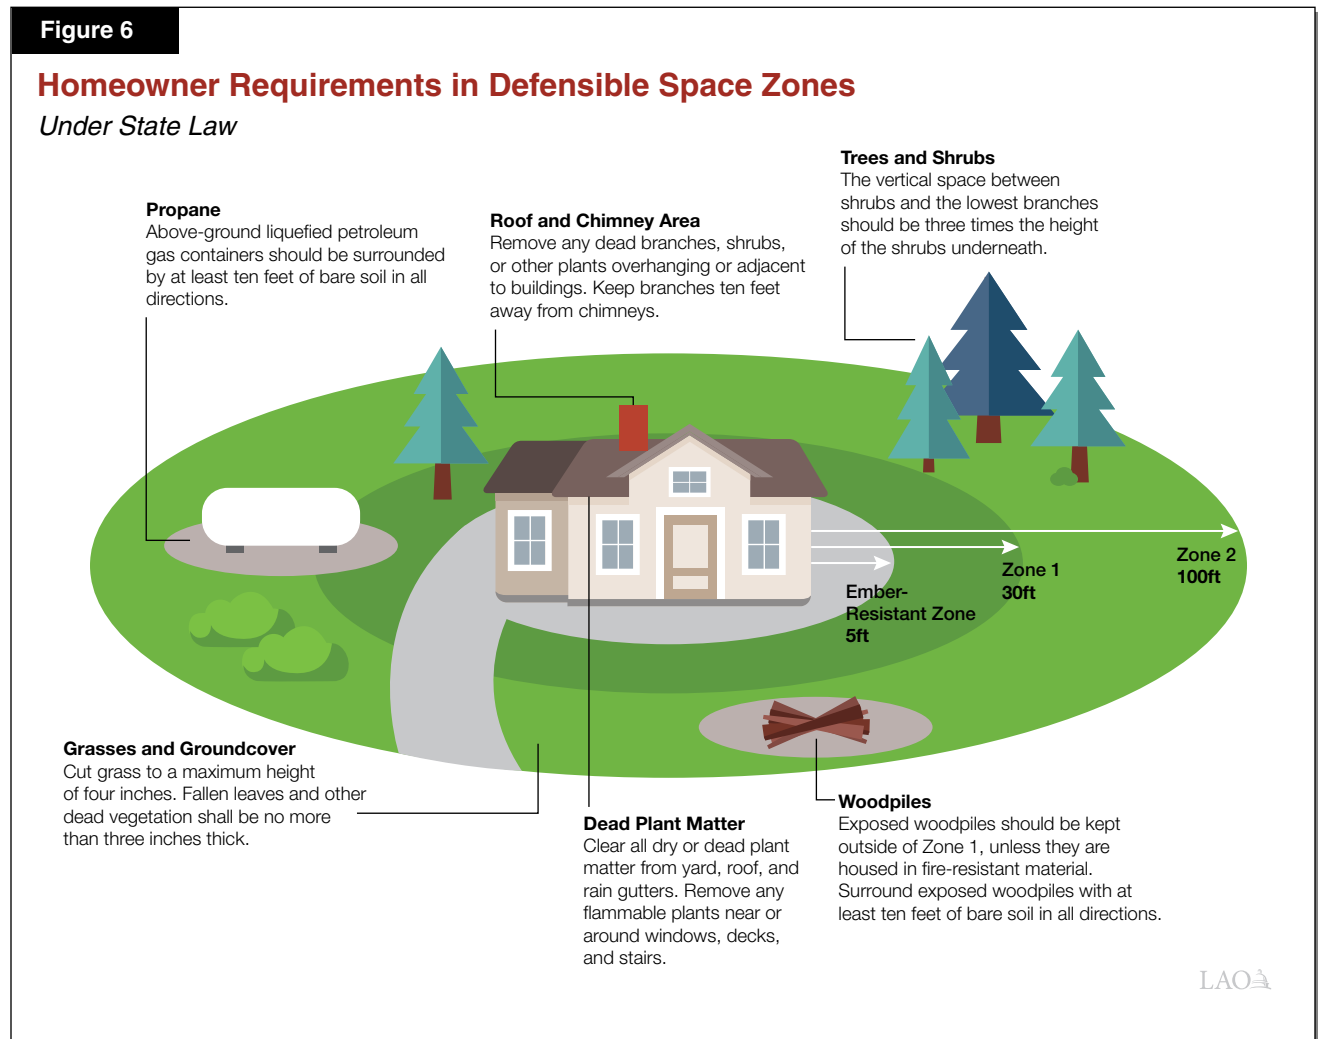 Figure 6
Homeowner Requirements in Defensible Space Zones
Under State Law
Trees and Shrubs
The vertical space between
shrubs and the lowest branches
should be three times the height
of the shrubs underneath.
Propane
Above-ground liquefied petroleum
gas containers should be surrounded
by at least ten feet of bare soil in all
directions.
Roof and Chimney Area
Remove any dead branches, shrubs,
or other plants overhanging or adjacent
to buildings. Keep branches ten feet
away from chimneys.
Ember-
Resistant Zone
5ft
Zone 1
30ft
Zone 2
100ft
Grasses and Groundcover
Cut grass to a maximum height
of four inches. Fallen leaves and other
dead vegetation shall be no more
than three inches thick.
Dead Plant Matter
Clear all dry or dead plant
matter from yard, roof, and
rain gutters. Remove any
flammable plants near or
around windows, decks,
and stairs.
Woodpiles
Exposed woodpiles should be kept
outside of Zone 1, unless they are
housed in fire-resistant material.
Surround exposed woodpiles with at
least ten feet of bare soil in all directions.
LAO